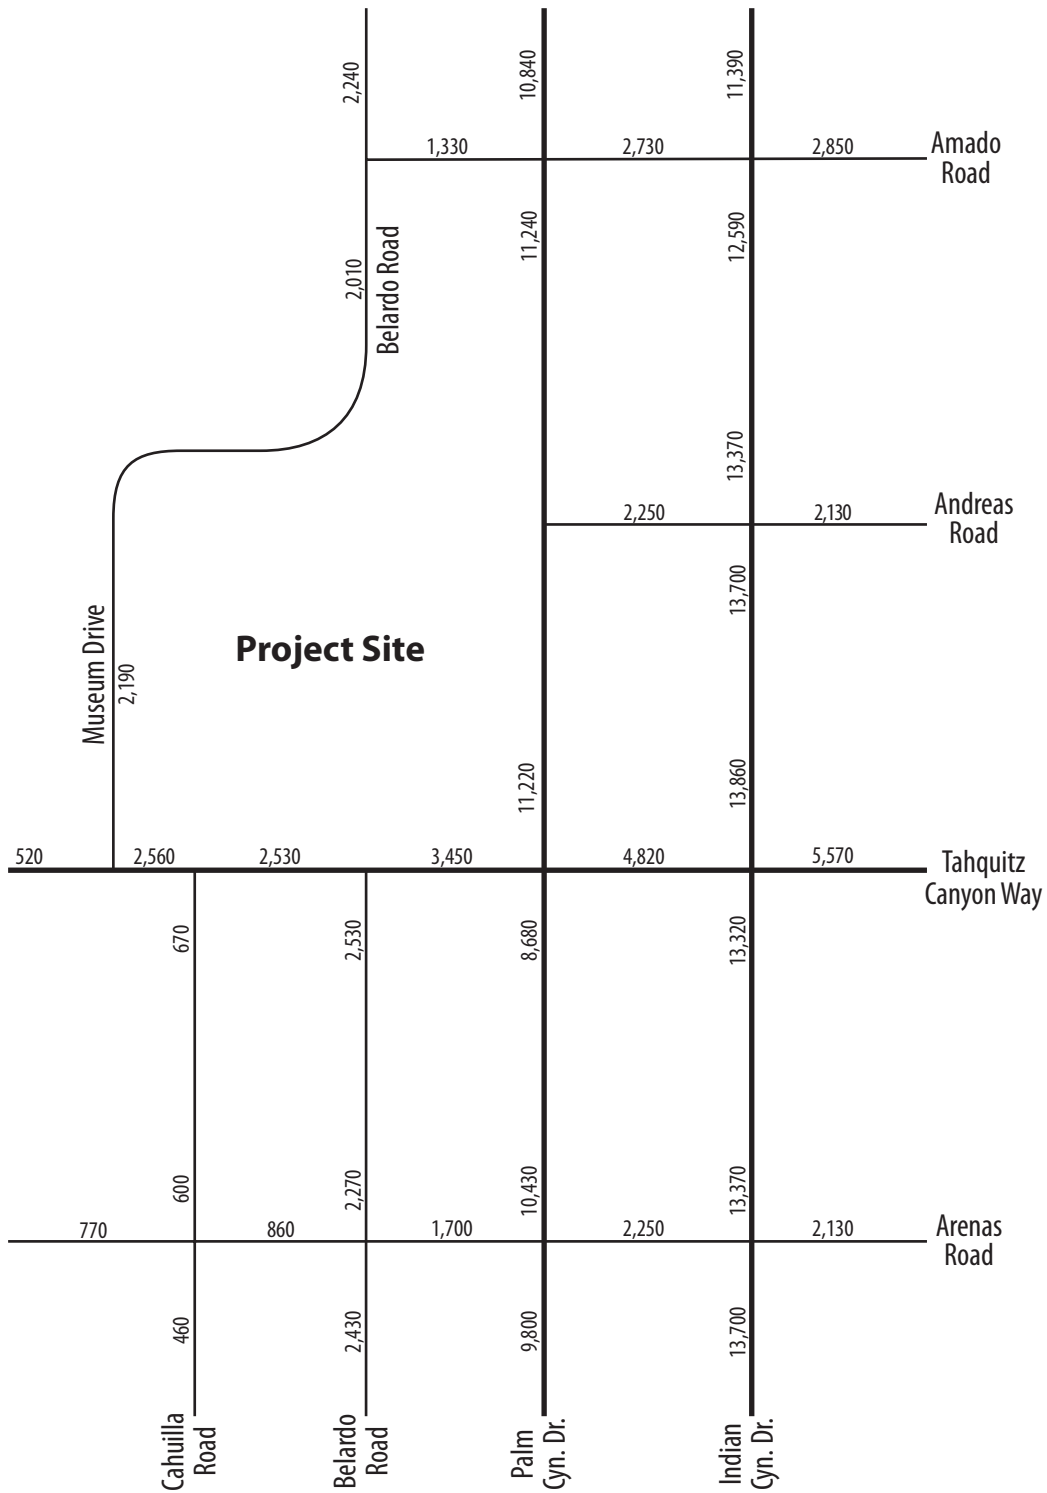 2,240
10,840
11,390
1,330
2,730
2,850
Amado
Road
2,010
Belardo Road
11,240
12,590
13,370
2,250
2,130
Andreas
Road
13,700
Museum Drive
2,190
Project Site
11,220
13,860
520
2,560
2,530
3,450
4,820
5,570
Tahquitz
Canyon Way
670
2,530
8,680
13,320
600
2,270
10,430
13,370
770
860
1,700
2,250
2,130
Arenas
Road
460
2,430
9,800
13,700
Cahuilla
Road
Belardo
Road
Palm
Cyn. Dr.
Indian
Cyn. Dr.